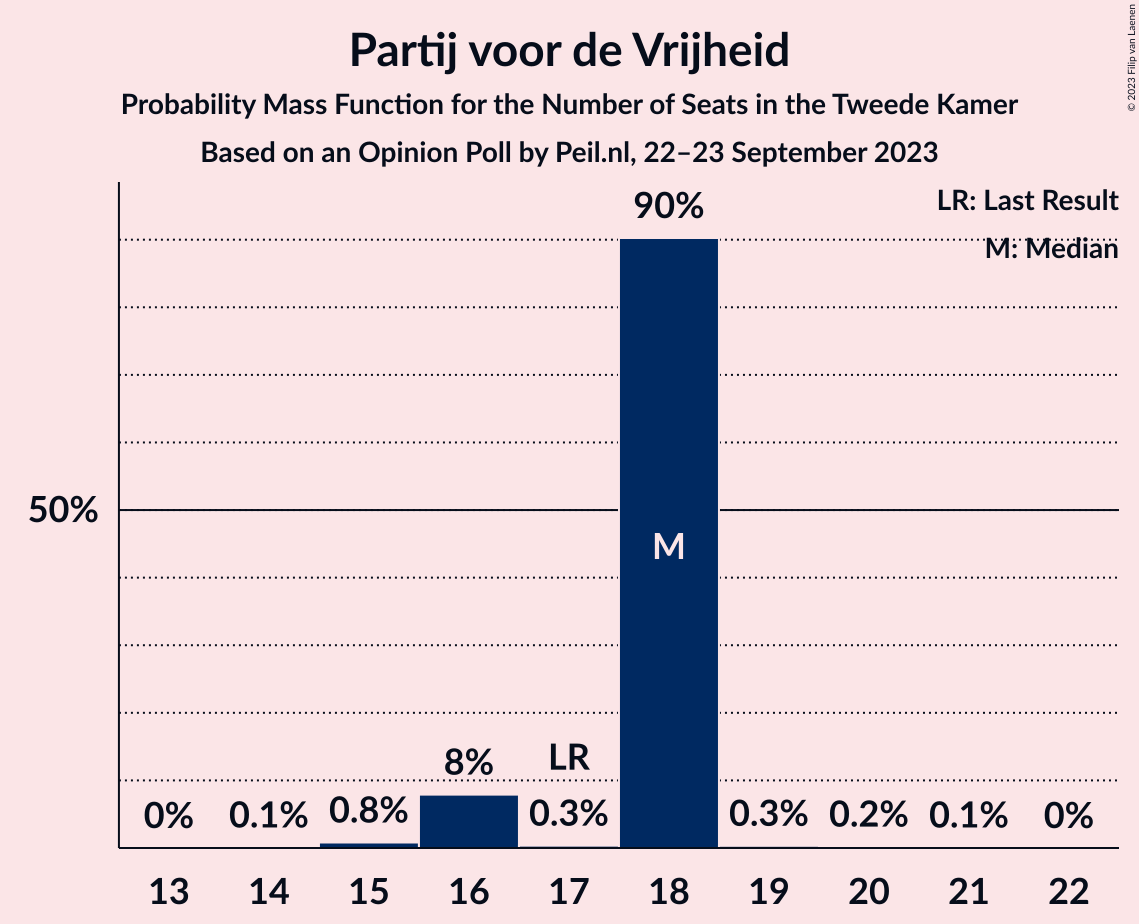 Partij voor de Vrijheid
Probability Mass Function for the Number of Seats in the Tweede Kamer
Based on an Opinion Poll by Peil.nl, 22–23 September 2023
© 2023 Filip van Laenen
LR: Last Result
M: Median
90%
50%
M
8%
LR
0%
0.1%
0.8%
0.3%
0.3%
0.2%
0.1%
0%
13 14 15 16 17 18 19 20 21 22